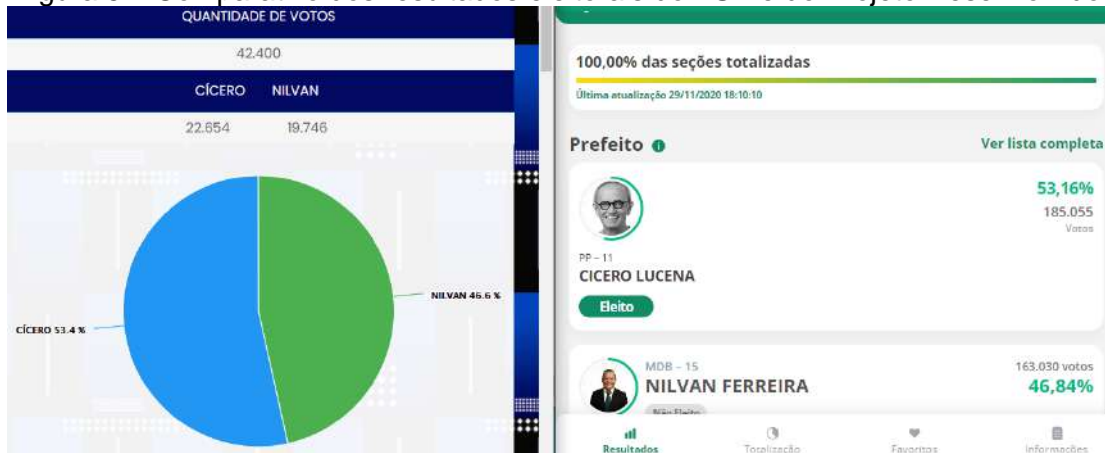 QUANTIDADE DE VOTOS
42.400
CÍCERO NILVAN
22.654 19.746
NILVAN 46.6 %
CÍCERO 53.4 %
100,00% das seções totalizadas
Última atualização 29/11/2020 18:10:10
Prefeito
Ver lista completa
53,16%
185.055
Votos
PP - 11
CICERO LUCENA
Eleito
MDB - 15
163.030 votos
NILVAN FERREIRA
46,84%
Não Eleito
Resultados
Totalização
Favoritos
Informações